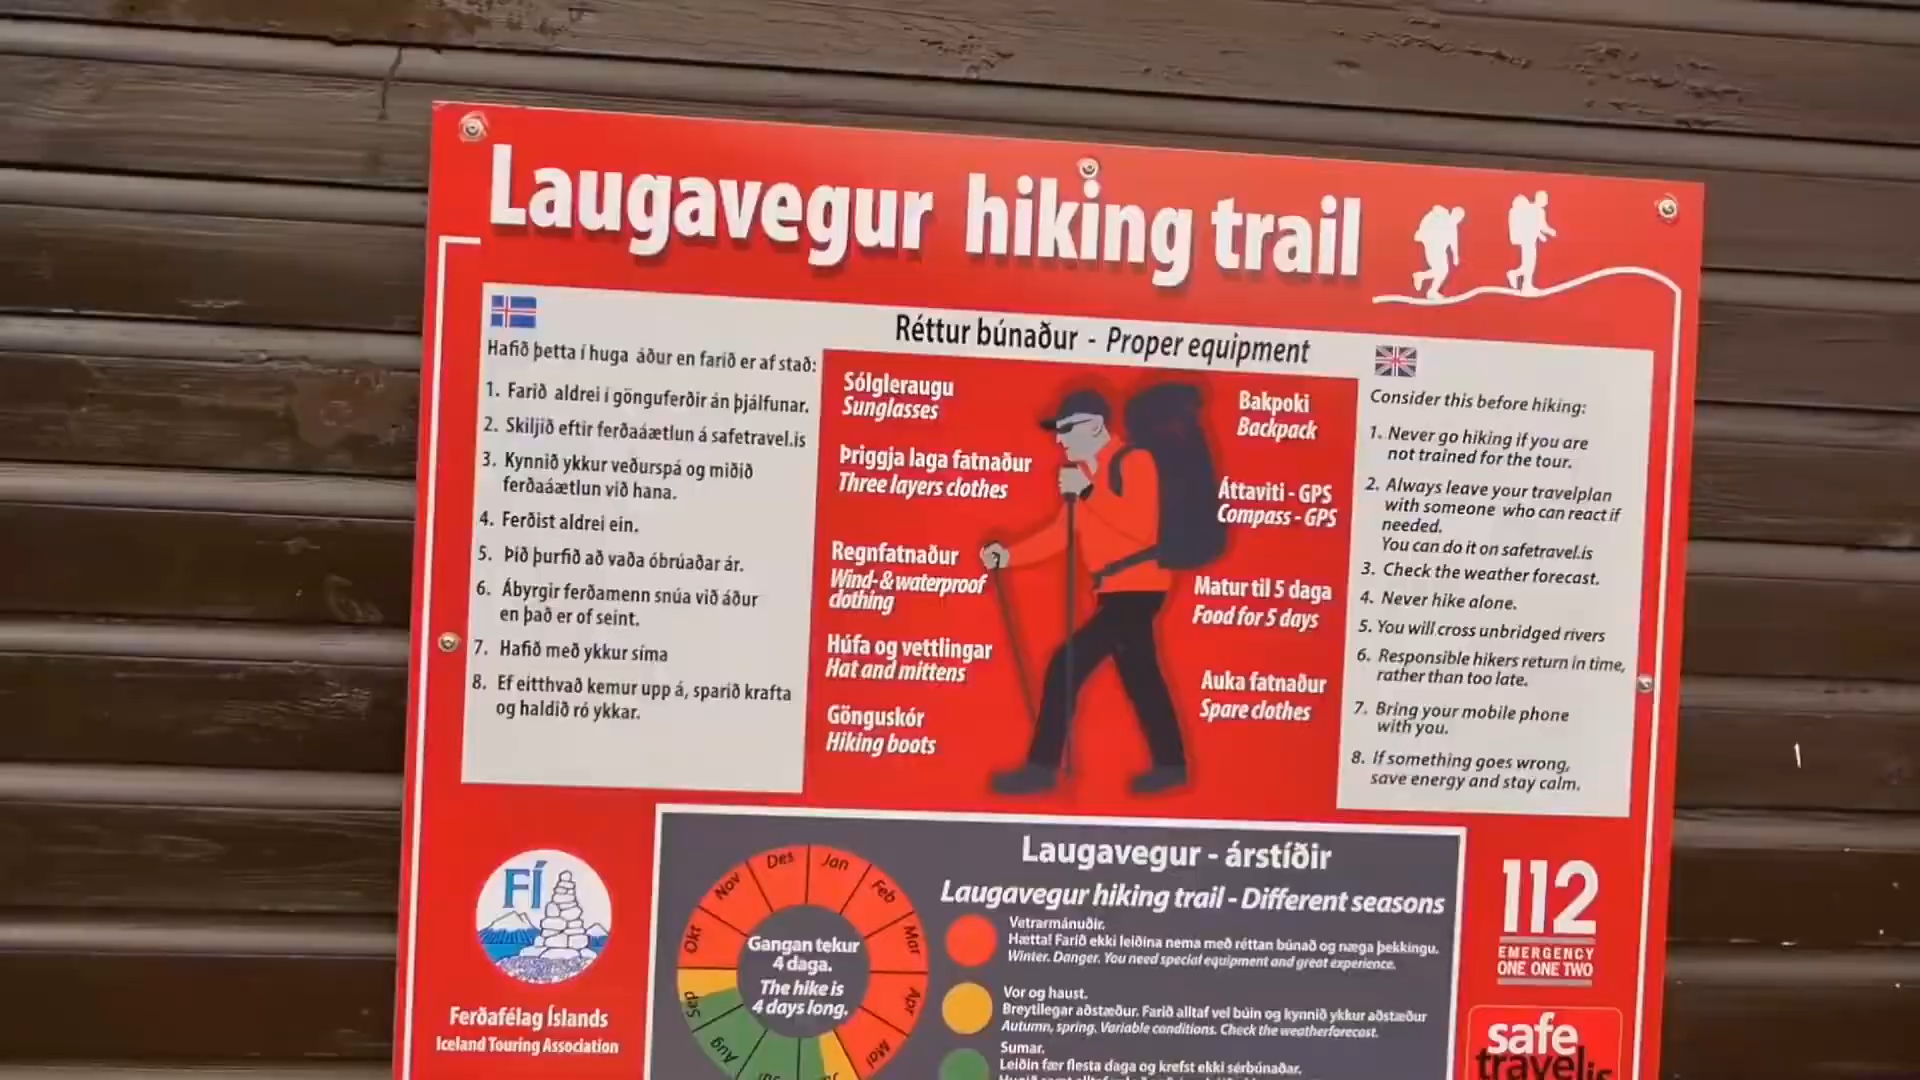 Laugavegur hiking trail
Réttur búnaður - Proper equipment
Hafið þetta í huga áður en farið er af stað:
1. Farið aldrei í gönguferðir án þjálfunar.
2. Skiljið eftir ferðaáætlun á safetravel.is
3. Kynnið ykkur veðurspá og miðið
ferðaáætlun við hana.
4. Ferðist aldrei ein.
5. Þið þurfið að vaða óbrúaðar ár.
6. Ábyrgir ferðamenn snúa við áður
en það er of seint.
7. Hafið með ykkur síma
8. Ef eitthvað kemur upp á, sparið krafta
og haldið ró ykkar.
Sólgleraugu
Sunglasses
Þriggja laga fatnaður
Three layers clothes
Regnfatnaður
Wind- & waterproof
clothing
Húfa og vettlingar
Hat and mittens
Gönguskór
Hiking boots
Bakpoki
Backpack
Áttaviti - GPS
Compass - GPS
Matur til 5 daga
Food for 5 days
Auka fatnaður
Spare clothes
Consider this before hiking:
1. Never go hiking if you are
not trained for the tour.
2. Always leave your travelplan
with someone who can react if
needed.
You can do it on safetravel.is
3. Check the weather forecast.
4. Never hike alone.
5. You will cross unbridged rivers
6. Responsible hikers return in time,
rather than too late.
7. Bring your mobile phone
with you.
8. If something goes wrong,
save energy and stay calm.
FÍ
Ferðafélag Íslands
Iceland Touring Association
Des
Jan
Feb
Mar
Apr
Maí
Aug
Sep
Okt
Nov
Gangan tekur
4 daga.
The hike is
4 days long.
Laugavegur - árstíðir
Laugavegur hiking trail - Different seasons
Vetrarmánuðir.
Hætta! Farið ekki leiðina nema með réttan búnað og næga þekkingu.
Winter. Danger. You need special equipment and great experience.
Vor og haust.
Breytilegar aðstæður. Farið alltaf vel búin og kynnið ykkur aðstæður
Autumn, spring. Variable conditions. Check the weatherforecast.
Sumar.
Leiðin fær flesta daga og krefst ekki sérbúnaðar.
112
EMERGENCY
ONE ONE TWO
safe
travel.is